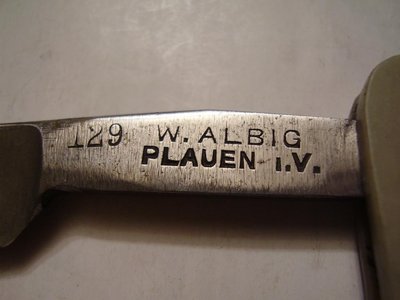 129 W. ALBIG
PLAUEN I.V.